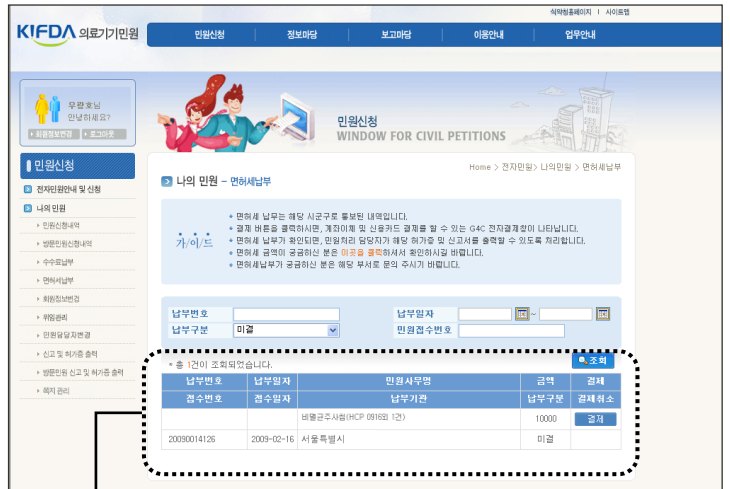 식약청홈페이지 | 사이트맵
KIFDA 의료기기민원
민원신청 정보마당 보고마당 이용안내 업무안내
우완호님
안녕하세요?
회원정보변경 로그아웃
민원신청
WINDOW FOR CIVIL PETITIONS
민원신청
Home > 전자민원 > 나의민원 > 면허세납부
나의 민원 - 면허세납부
전자민원안내 및 신청
나의 민원
민원신청내역
방문민원신청내역
수수료납부
면허세납부
회원정보변경
위임관리
민원담당자변경
신고 및 허가증 출력
방문민원 신고 및 허가증 출력
쪽지 관리
가/이/드
면허세 납부는 해당 시군구로 통보된 내역입니다.
결제 버튼을 클릭하시면, 계좌이체 및 신용카드 결제를 할 수 있는 G4C 전자결제창이 나타납니다.
면허세 납부가 확인되면, 민원처리 담당자가 해당 허가증 및 신고서를 출력할 수 있도록 처리합니다.
면허세 금액이 궁금하신 분은 이곳을 클릭하셔서 확인하시길 바랍니다.
면허세납부가 궁금하신 분은 해당 부서로 문의 주시기 바랍니다.
납부번호 납부일자 ~
납부구분 미결 민원접수번호
조회
* 총 1건이 조회되었습니다.
납부번호 납부일자 민원사무명 금액 결제
접수번호 접수일자 납부기관 납부구분 결제취소
비멸균주사침(HCP 0916외 1건) 10000 결제
20090014126 2009-02-16 서울특별시 미결